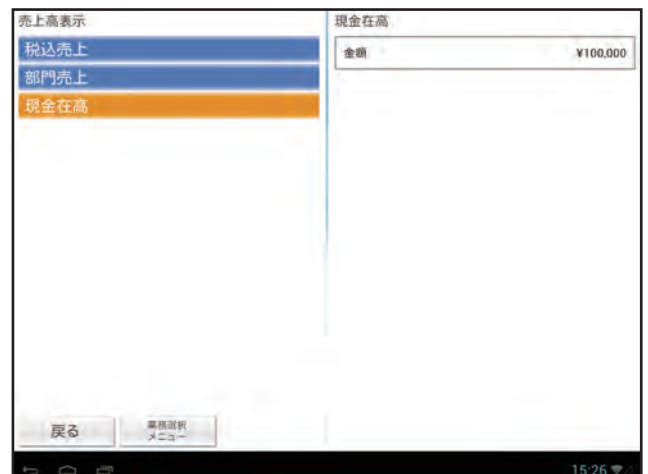 売上高表示
税込売上
部門売上
現金在高
現金在高
金額 ¥100,000
戻る
業務選択
メニュー
15:26